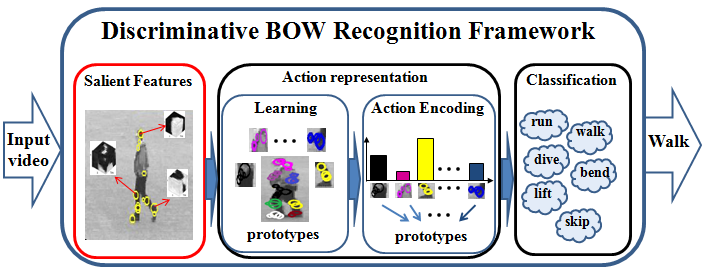 Discriminative BOW Recognition Framework
Input
video
Salient Features
Action representation
Learning
prototypes
Action Encoding
prototypes
Classification
run
walk
dive
bend
lift
skip
Walk